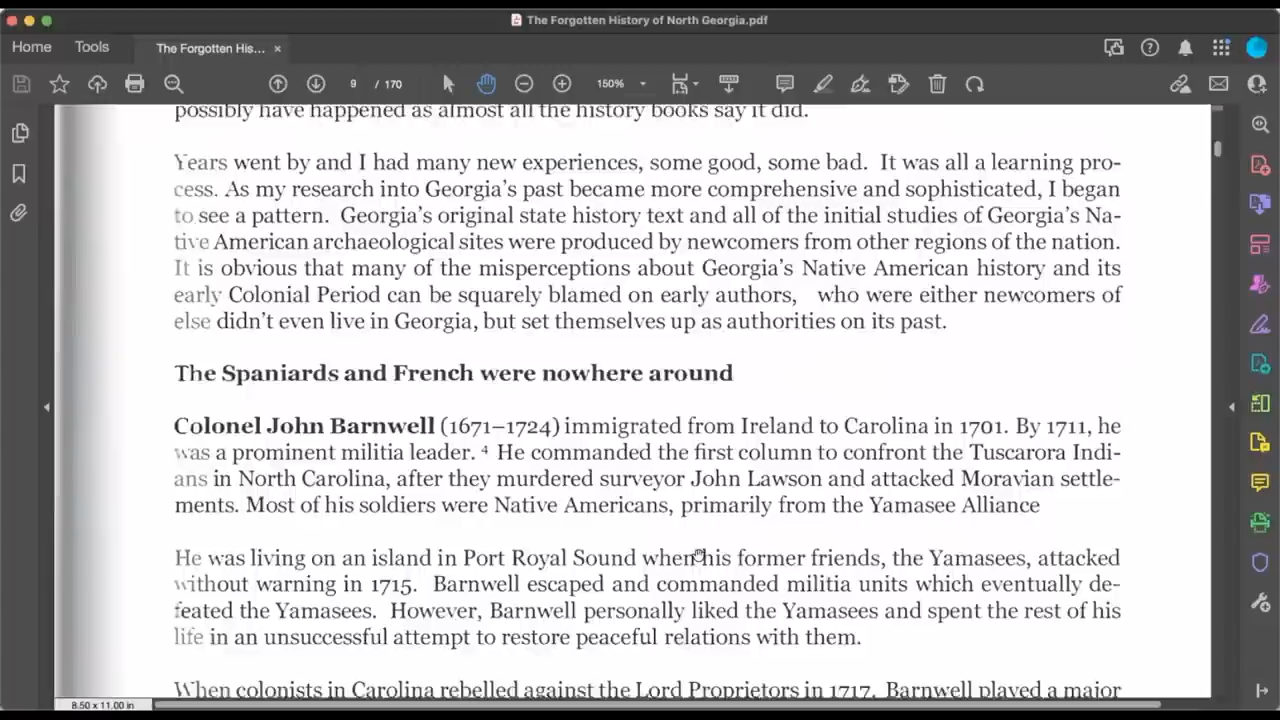 The Forgotten History of North Georgia.pdf
Home Tools The Forgotten His... ×
9 / 170 150%
possibly have happened as almost all the history books say it did.
Years went by and I had many new experiences, some good, some bad. It was all a learning pro-
cess. As my research into Georgia's past became more comprehensive and sophisticated, I began
to see a pattern. Georgia's original state history text and all of the initial studies of Georgia's Na-
tive American archaeological sites were produced by newcomers from other regions of the nation.
It is obvious that many of the misperceptions about Georgia's Native American history and its
early Colonial Period can be squarely blamed on early authors, who were either newcomers of
else didn't even live in Georgia, but set themselves up as authorities on its past.
The Spaniards and French were nowhere around
Colonel John Barnwell (1671–1724) immigrated from Ireland to Carolina in 1701. By 1711, he
was a prominent militia leader. ⁴ He commanded the first column to confront the Tuscarora Indi-
ans in North Carolina, after they murdered surveyor John Lawson and attacked Moravian settle-
ments. Most of his soldiers were Native Americans, primarily from the Yamasee Alliance
He was living on an island in Port Royal Sound when his former friends, the Yamasees, attacked
without warning in 1715. Barnwell escaped and commanded militia units which eventually de-
feated the Yamasees. However, Barnwell personally liked the Yamasees and spent the rest of his
life in an unsuccessful attempt to restore peaceful relations with them.
When colonists in Carolina rebelled against the Lord Proprietors in 1717. Barnwell played a major
8.50 x 11.00 in